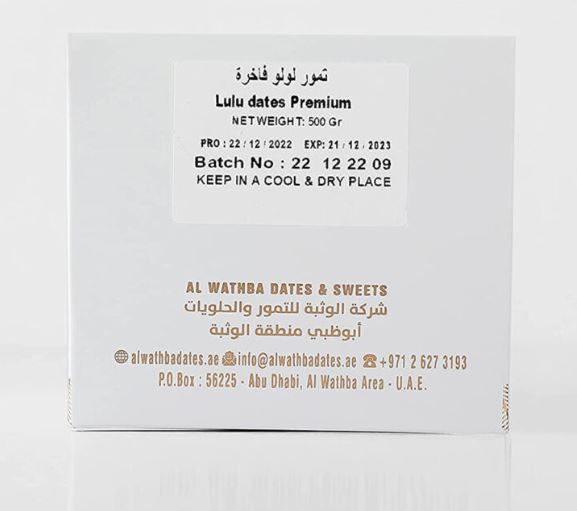 تمور لولو فاخرة
Lulu dates Premium
NET WEIGHT: 500 Gr
PRO : 22 / 12 / 2022 EXP: 21 / 12 / 2023
Batch No : 22 12 22 09
KEEP IN A COOL & DRY PLACE
AL WATHBA DATES & SWEETS
شركة الوثبة للتمور والحلويات
أبوظبي منطقة الوثبة
alwathbadates.ae info@alwathbadates.ae +971 2 627 3193
P.O.Box : 56225 - Abu Dhabi, Al Wathba Area - U.A.E.